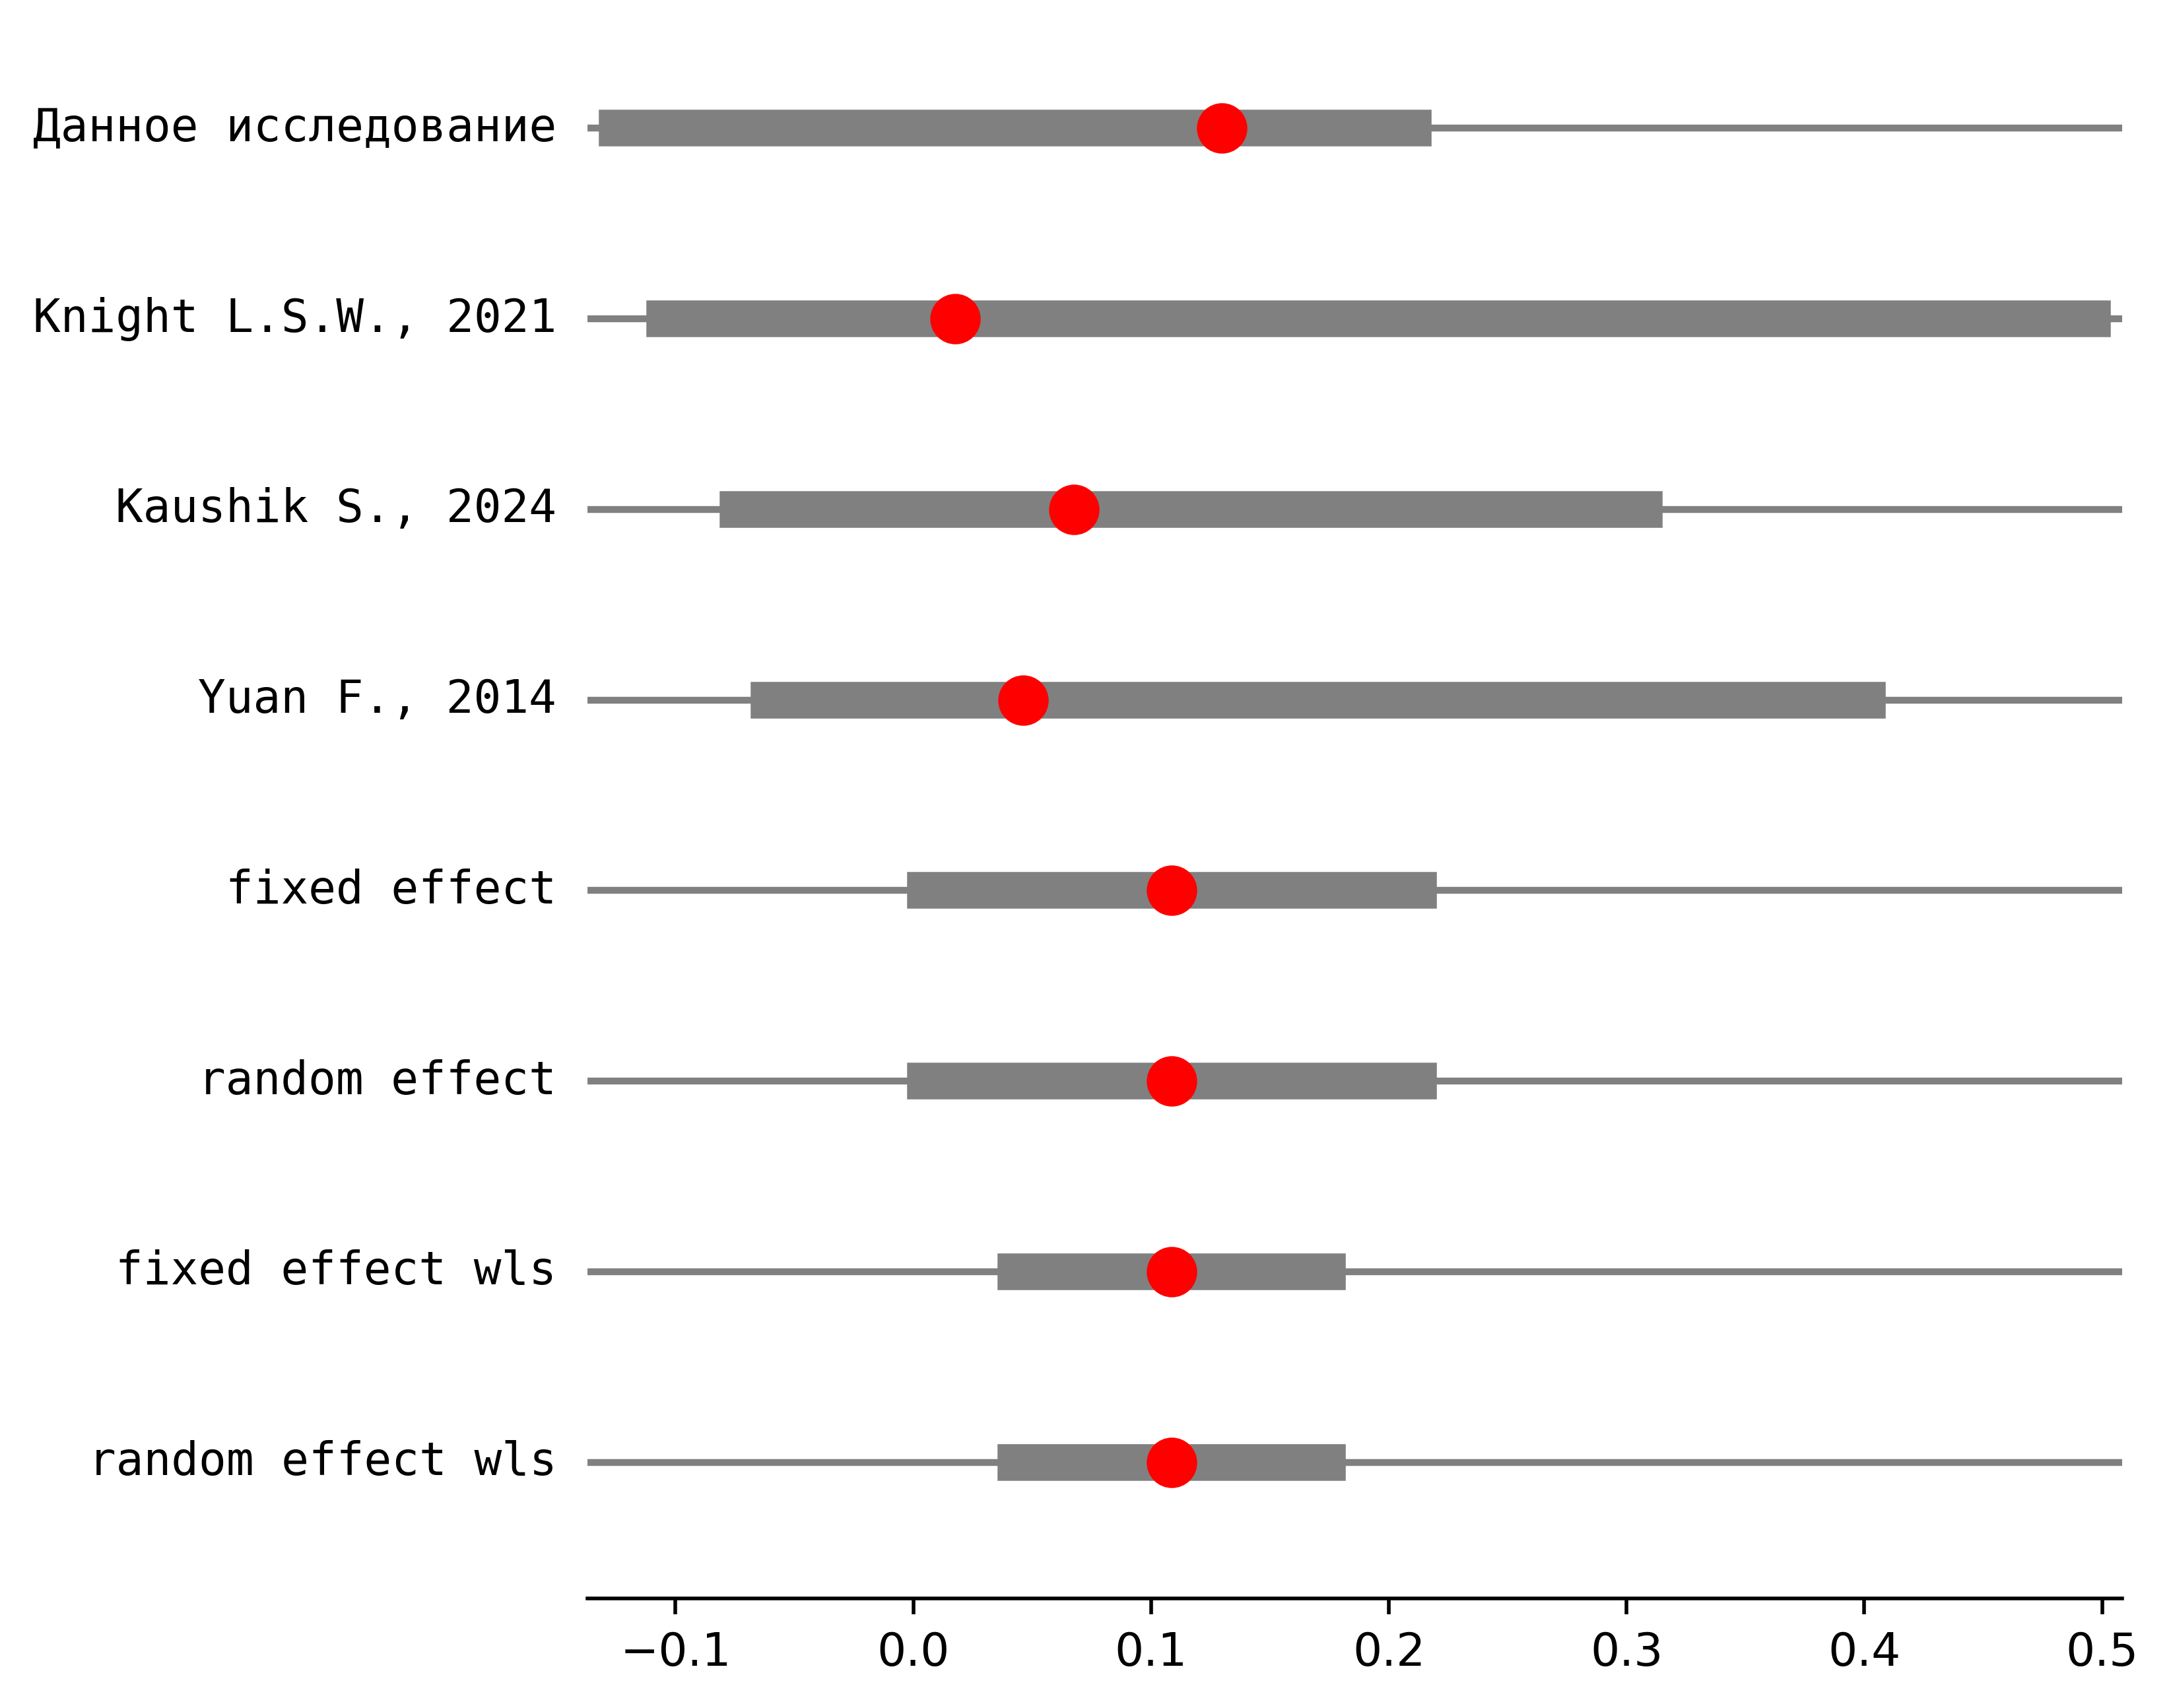 Данное исследование
Knight L.S.W., 2021
Kaushik S., 2024
Yuan F., 2014
fixed effect
random effect
fixed effect wls
random effect wls
−0.1 0.0 0.1 0.2 0.3 0.4 0.5